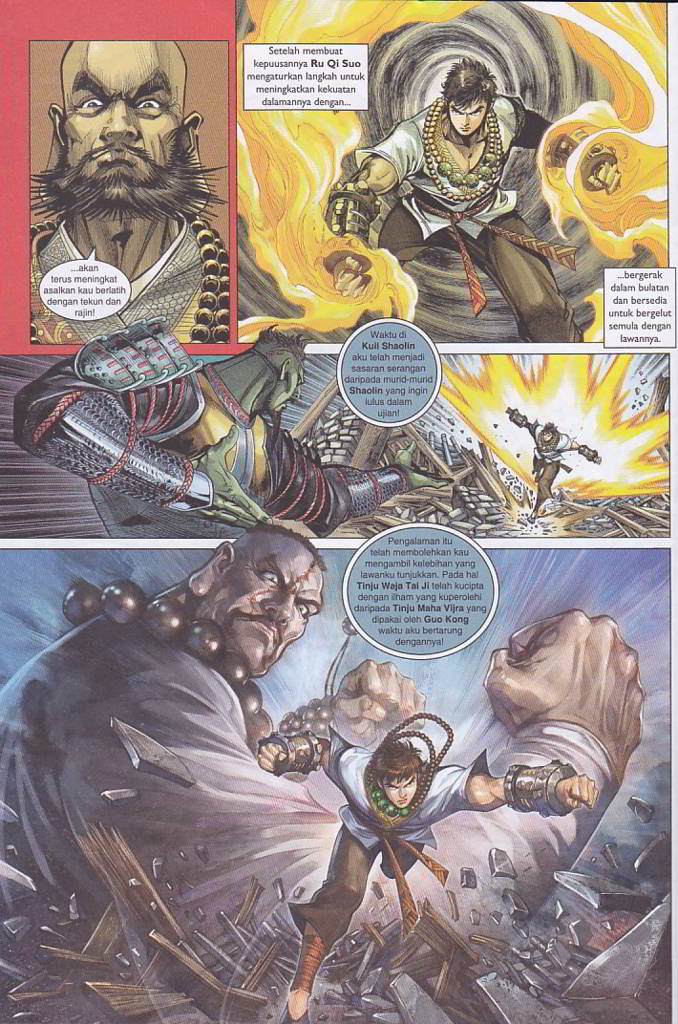 ...akan
terus meningkat
asalkan kau berlatih
dengan tekun dan
rajin!
Setelah membuat
kepuusannya Ru Qi Suo
mengaturkan langkah untuk
meningkatkan kekuatan
dalamannya dengan...
...bergerak
dalam bulatan
dan bersedia
untuk bergelut
semula dengan
lawannya.
Waktu di
Kuil Shaolin
aku telah menjadi
sasaran serangan
daripada murid-murid
Shaolin yang ingin
lulus dalam
ujian!
Pengalaman itu
telah membolehkan kau
mengambil kelebihan yang
lawanku tunjukkan. Pada hal
Tinju Waja Tai Ji telah kucipta
dengan ilham yang kuperolehi
daripada Tinju Maha Vijra yang
dipakai oleh Guo Kong
waktu aku bertarung
dengannya!